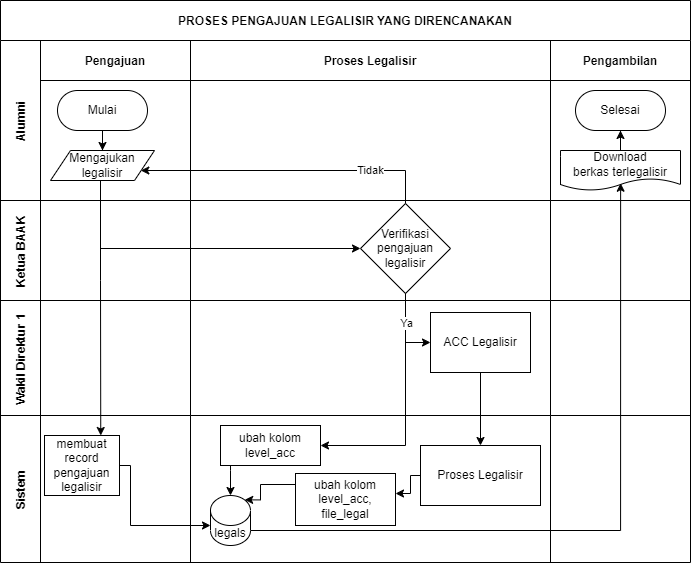 PROSES PENGAJUAN LEGALISIR YANG DIRENCANAKAN
Pengajuan
Proses Legalisir
Pengambilan
Alumni
Mulai
Selesai
Mengajukan
legalisir
Tidak
Download
berkas terlegalisir
Ketua BAAK
Verifikasi
pengajuan
legalisir
Wakil Direktur 1
Ya
ACC Legalisir
Sistem
membuat
record
pengajuan
legalisir
ubah kolom
level_acc
Proses Legalisir
ubah kolom
level_acc,
file_legal
legals